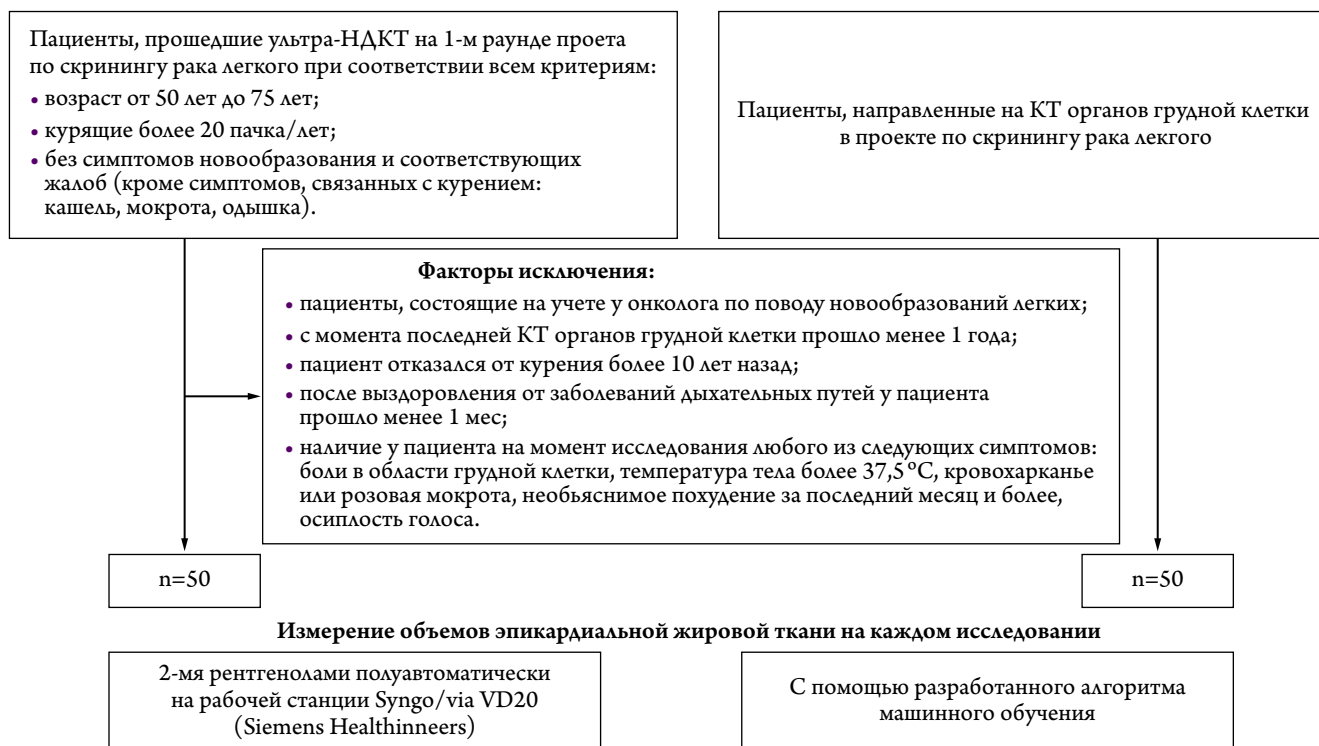 Пациенты, прошедшие ультра-НДКТ на 1-м раунде проета
по скринингу рака легкого при соответствии всем критериям:
• возраст от 50 лет до 75 лет;
• курящие более 20 пачка/лет;
• без симптомов новообразования и соответствующих
жалоб (кроме симптомов, связанных с курением:
кашель, мокрота, одышка).
Пациенты, направленные на КТ органов грудной клетки
в проекте по скринингу рака лекгого
Факторы исключения:
• пациенты, состоящие на учете у онколога по поводу новообразований легких;
• с момента последней КТ органов грудной клетки прошло менее 1 года;
• пациент отказался от курения более 10 лет назад;
• после выздоровления от заболеваний дыхательных путей у пациента
прошло менее 1 мес;
• наличие у пациента на момент исследования любого из следующих симптомов:
боли в области грудной клетки, температура тела более 37,5 °C, кровохарканье
или розовая мокрота, необьяснимое похудение за последний месяц и более,
осиплость голоса.
n=50
n=50
Измерение объемов эпикардиальной жировой ткани на каждом исследовании
2-мя рентгенолами полуавтоматически
на рабочей станции Syngo/via VD20
(Siemens Healthinneers)
С помощью разработанного алгоритма
машинного обучения